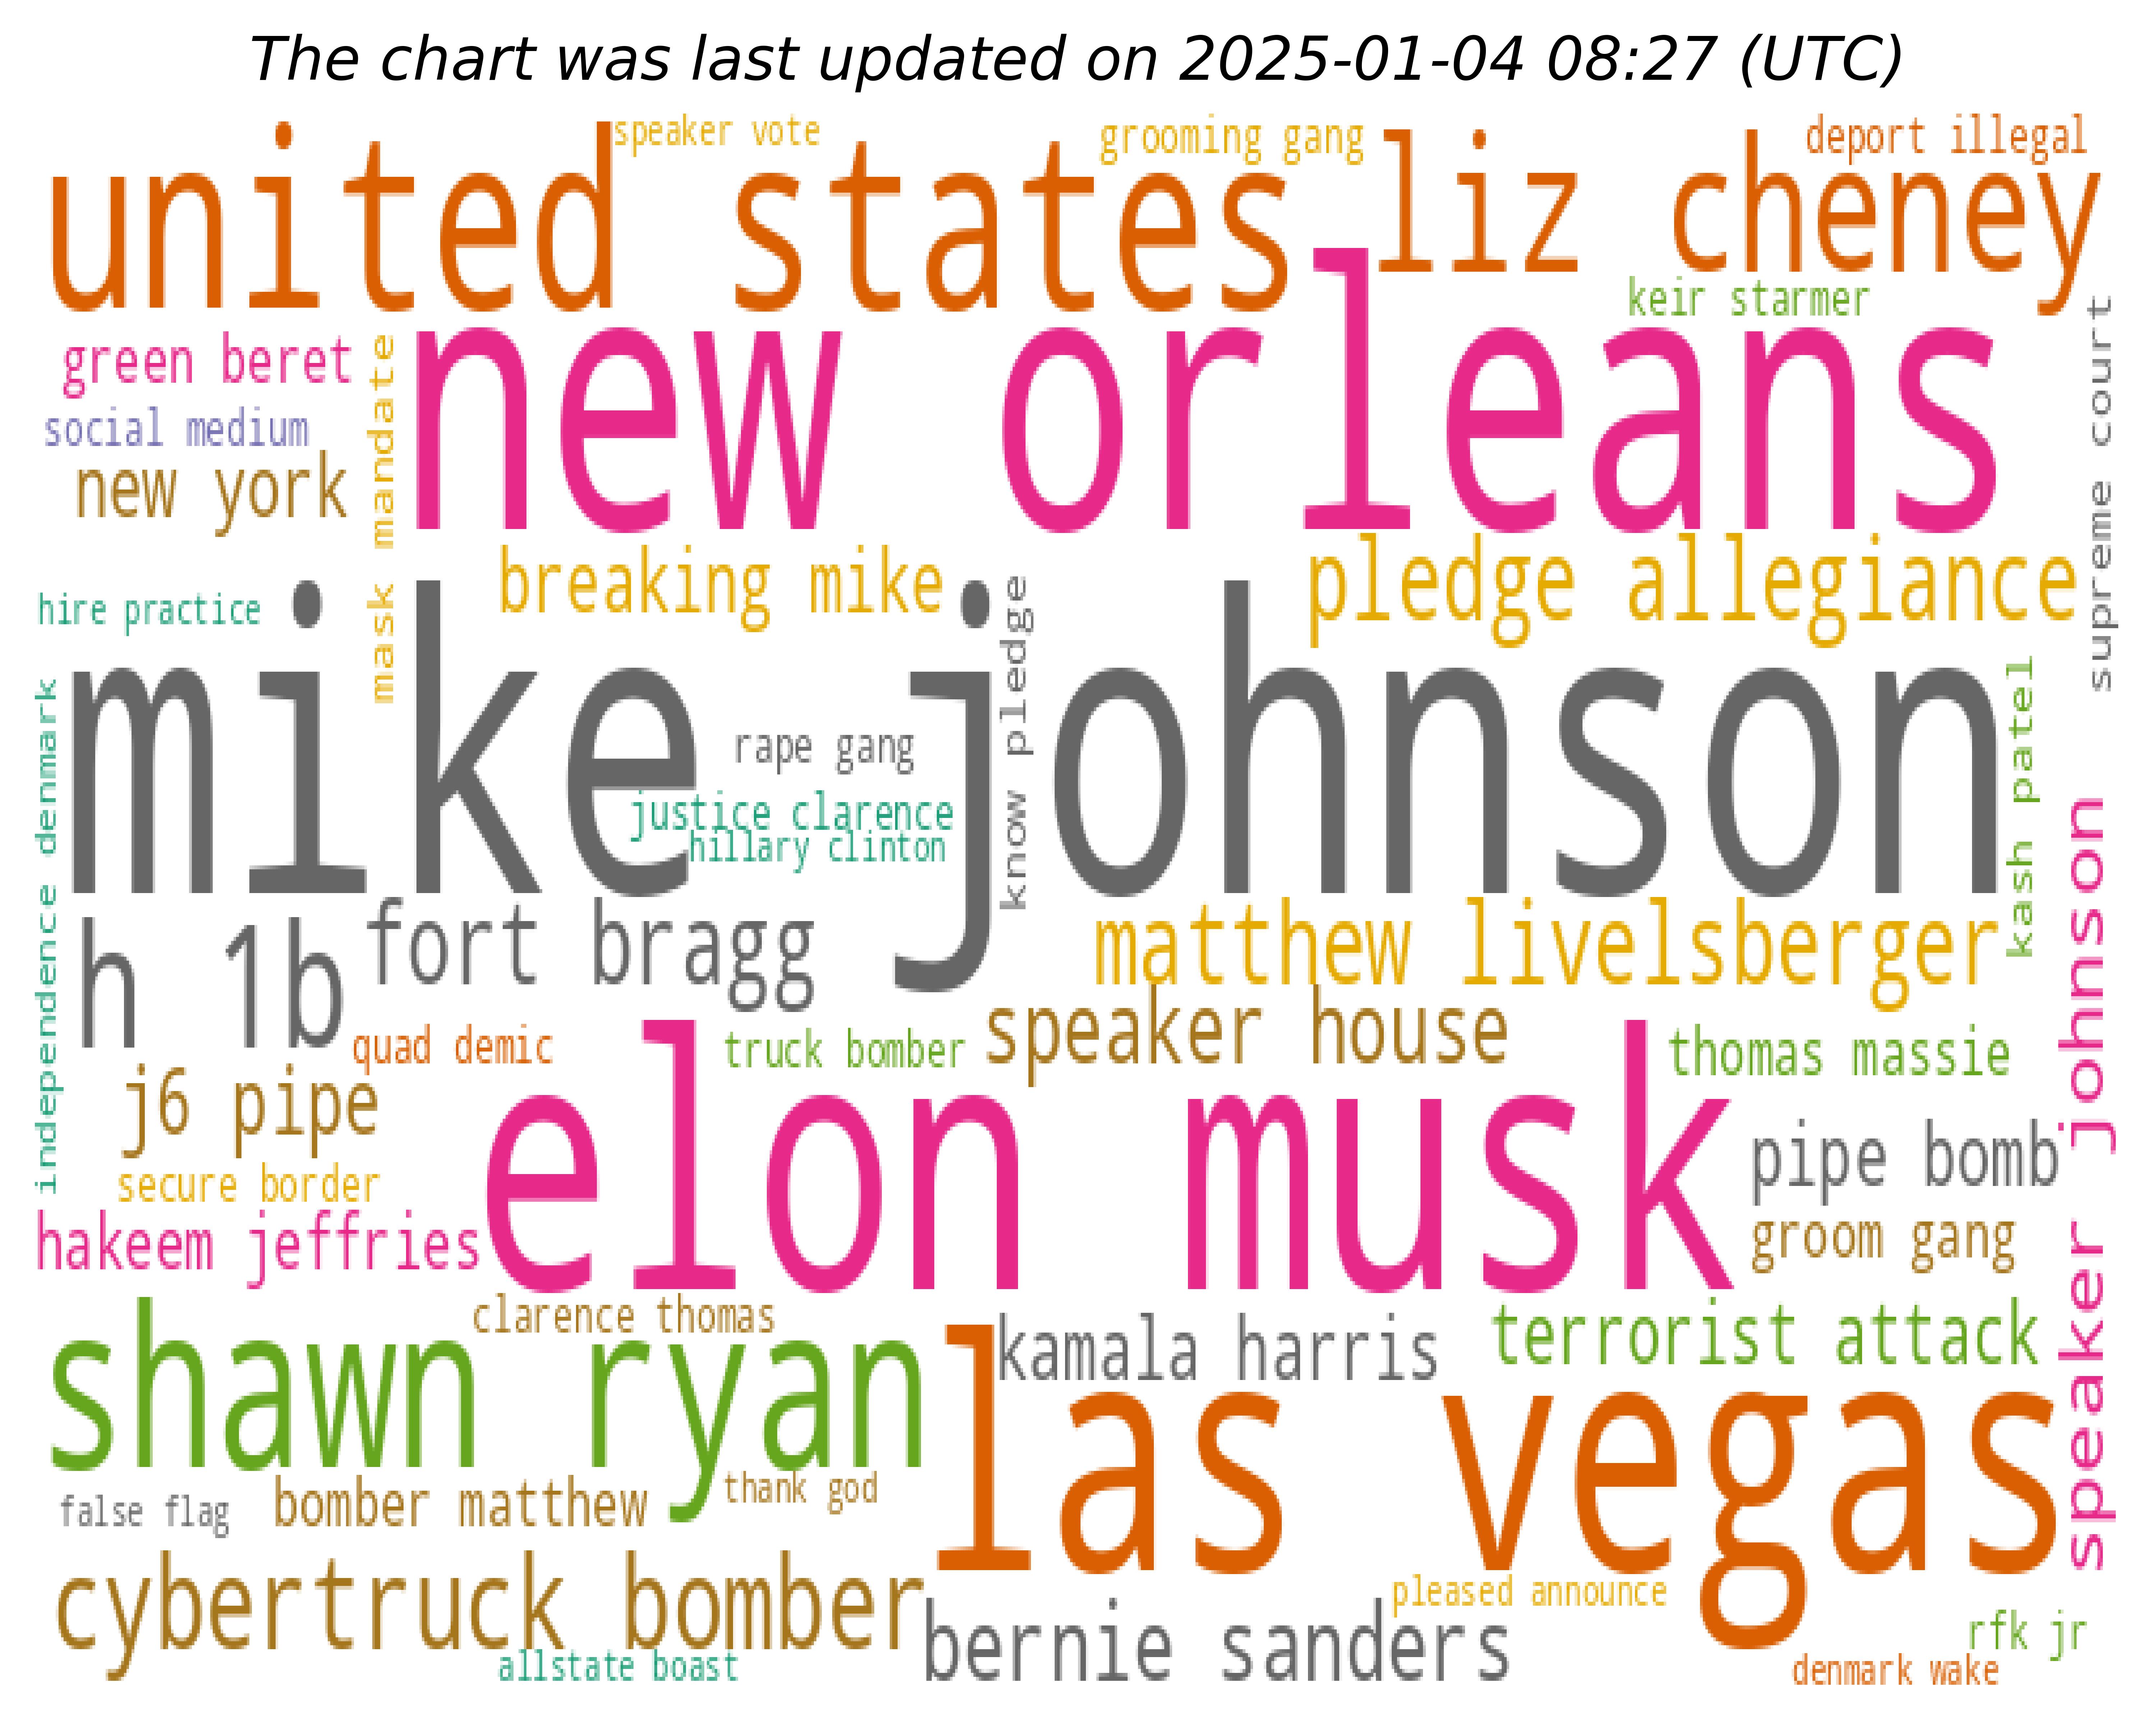 The chart was last updated on 2025-01-04 08:27 (UTC)
speaker vote
grooming gang
deport illegal
united states
liz cheney
keir starmer
green beret
mask mandate
new orleans
supreme court
social medium
new york
breaking mike
pledge allegiance
hire practice
know pledge
mike johnson
independence denmark
rape gang
kash patel
justice clarence
hillary clinton
speaker johnson
h 1b
fort bragg
matthew livelsberger
quad demic
truck bomber
speaker house
thomas massie
j6 pipe
elon musk
pipe bomb
secure border
hakeem jeffries
groom gang
clarence thomas
shawn ryan
kamala harris
terrorist attack
las vegas
false flag
bomber matthew
thank god
cybertruck bomber
pleased announce
bernie sanders
rfk jr
allstate boast
denmark wake